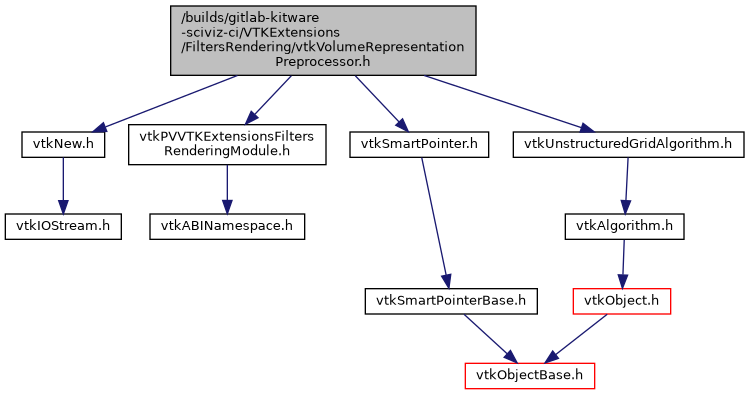 /builds/gitlab-kitware
-sciviz-ci/VTKExtensions
/FiltersRendering/vtkVolumeRepresentation
Preprocessor.h
vtkNew.h
vtkPVVTKExtensionsFilters
RenderingModule.h
vtkSmartPointer.h
vtkUnstructuredGridAlgorithm.h
vtkIOStream.h
vtkABINamespace.h
vtkAlgorithm.h
vtkSmartPointerBase.h
vtkObject.h
vtkObjectBase.h